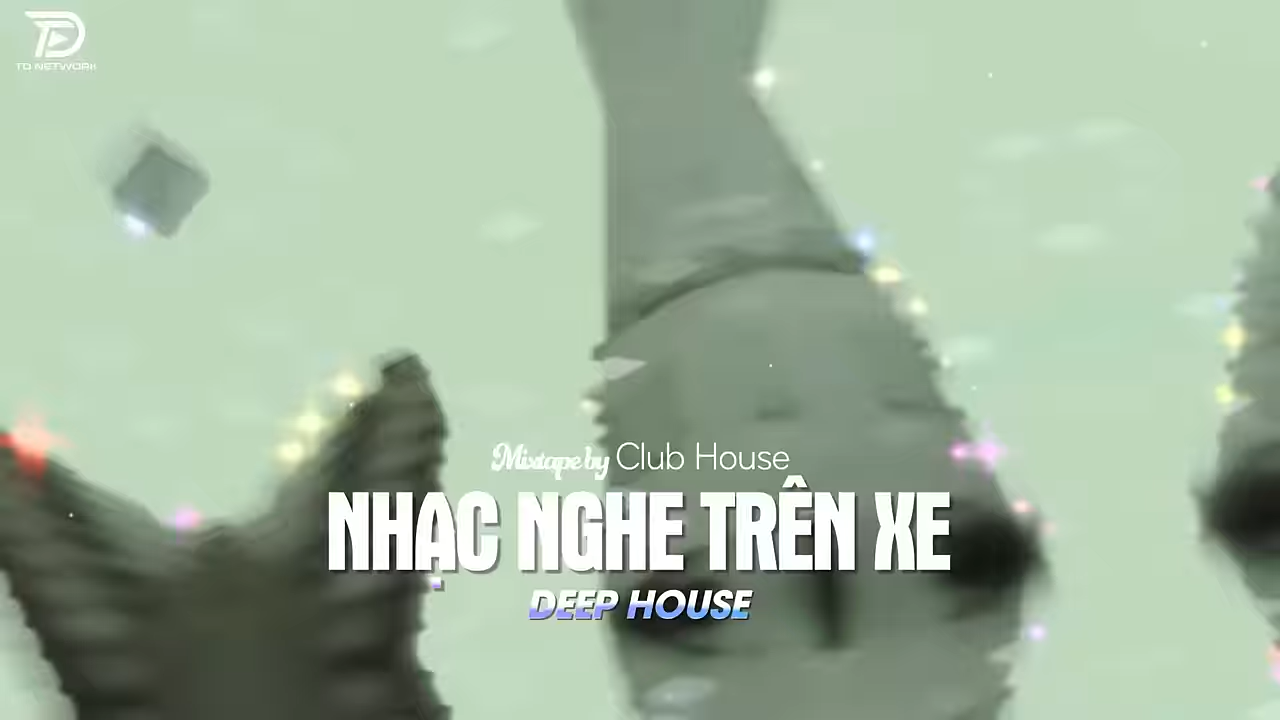 TD NETWORK
Mixtape by Club House
NHẠC NGHE TRÊN XE
DEEP HOUSE